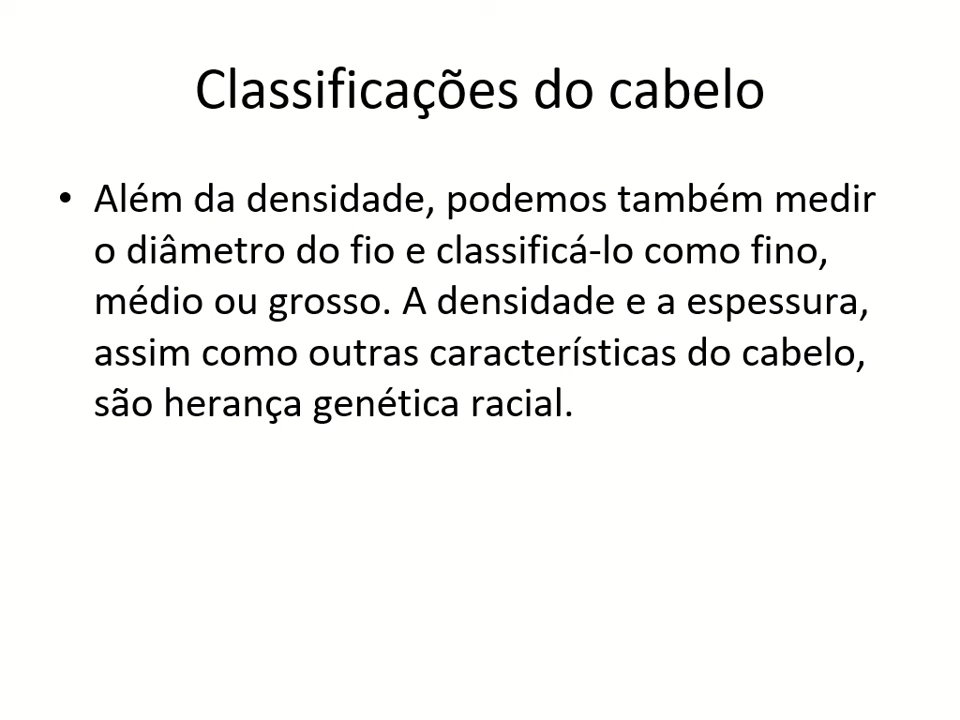 Classificações do cabelo
• Além da densidade, podemos também medir
o diâmetro do fio e classificá-lo como fino,
médio ou grosso. A densidade e a espessura,
assim como outras características do cabelo,
são herança genética racial.